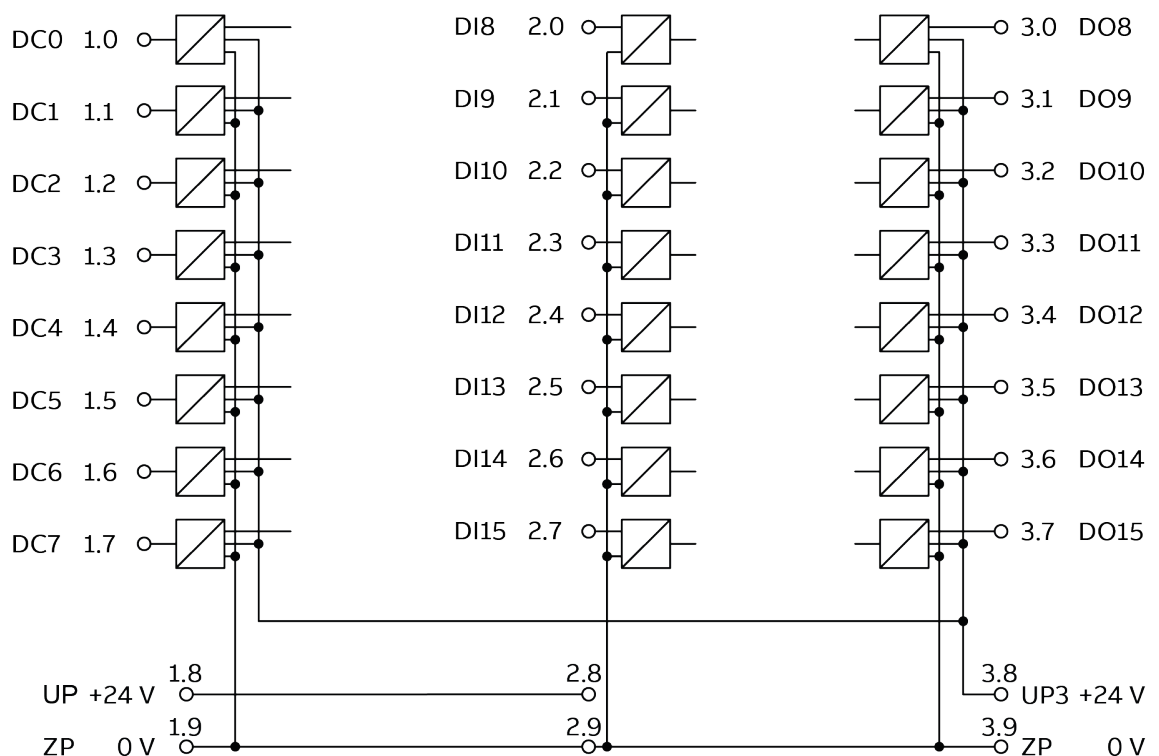 DC0 1.0 DI8 2.0 3.0 DO8
DC1 1.1 DI9 2.1 3.1 DO9
DC2 1.2 DI10 2.2 3.2 DO10
DC3 1.3 DI11 2.3 3.3 DO11
DC4 1.4 DI12 2.4 3.4 DO12
DC5 1.5 DI13 2.5 3.5 DO13
DC6 1.6 DI14 2.6 3.6 DO14
DC7 1.7 DI15 2.7 3.7 DO15
1.8 2.8 3.8
UP +24 V UP3 +24 V
1.9 2.9 3.9
ZP 0 V ZP 0 V